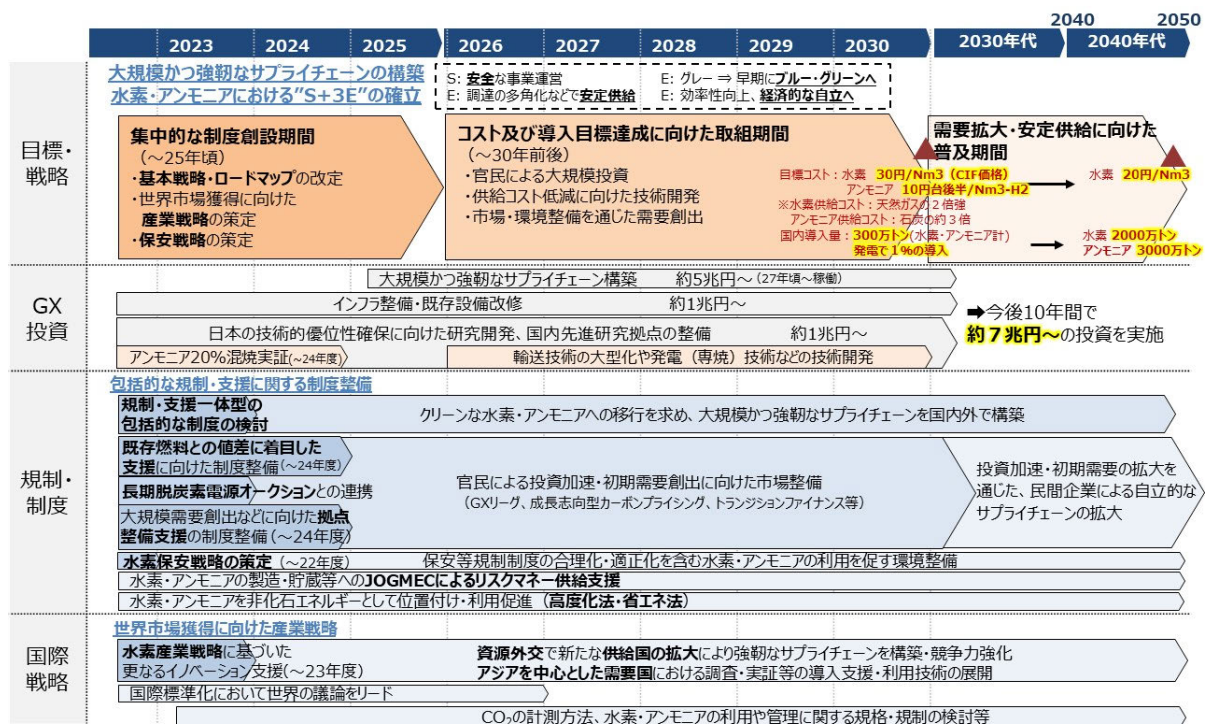 2040
2050
2023
2024
2025
2026
2027
2028
2029
2030
2030年代
2040年代
目標・
戦略
大規模かつ強靭なサプライチェーンの構築
水素・アンモニアにおける”S+3E”の確立
S: 安全な事業運営
E: グレー ⇒ 早期にブルー・グリーンへ
E: 調達の多角化などで安定供給
E: 効率性向上、経済的な自立へ
集中的な制度創設期間
(～25年頃)
・基本戦略・ロードマップの改定
・世界市場獲得に向けた
産業戦略の策定
・保安戦略の策定
コスト及び導入目標達成に向けた取組期間
(～30年前後)
・官民による大規模投資
・供給コスト低減に向けた技術開発
・市場・環境整備を通じた需要創出
需要拡大・安定供給に向けた
普及期間
目標コスト：水素 30円/Nm3（CIF価格）
アンモニア 10円台後半/Nm3-H2
※水素供給コスト：天然ガスの２倍強
アンモニア供給コスト：石炭の約３倍
国内導入量：300万トン(水素・アンモニア計)
発電で１%の導入
水素 20円/Nm3
水素 2000万トン
アンモニア 3000万トン
GX
投資
大規模かつ強靭なサプライチェーン構築 約5兆円～(27年頃～稼働)
インフラ整備・既存設備改修 約1兆円～
日本の技術的優位性確保に向けた研究開発、国内先進研究拠点の整備 約1兆円～
アンモニア20%混焼実証(～24年度)
輸送技術の大型化や発電（専焼）技術などの技術開発
➡今後10年間で
約７兆円～の投資を実施
規制・
制度
包括的な規制・支援に関する制度整備
規制・支援一体型の
包括的な制度の検討
クリーンな水素・アンモニアへの移行を求め、大規模かつ強靭なサプライチェーンを国内外で構築
既存燃料との値差に着目した
支援に向けた制度整備(～24年度)
長期脱炭素電源オークションとの連携
大規模需要創出などに向けた拠点
整備支援の制度整備(～24年度)
官民による投資加速・初期需要創出に向けた市場整備
(GXリーグ、成長志向型カーボンプライシング、トランジションファイナンス等)
投資加速・初期需要の拡大を
通じた、民間企業による自立的な
サプライチェーンの拡大
水素保安戦略の策定 (～22年度)
保安等規制制度の合理化・適正化を含む水素・アンモニアの利用を促す環境整備
水素・アンモニアの製造・貯蔵等へのJOGMECによるリスクマネー供給支援
水素・アンモニアを非化石エネルギーとして位置付け・利用促進（高度化法・省エネ法）
国際
戦略
世界市場獲得に向けた産業戦略
水素産業戦略に基づいた
更なるイノベーション支援(～23年度)
資源外交で新たな供給国の拡大により強靭なサプライチェーンを構築・競争力強化
アジアを中心とした需要国における調査・実証等の導入支援・利用技術の展開
国際標準化において世界の議論をリード
CO₂の計測方法、水素・アンモニアの利用や管理に関する規格・規制の検討等